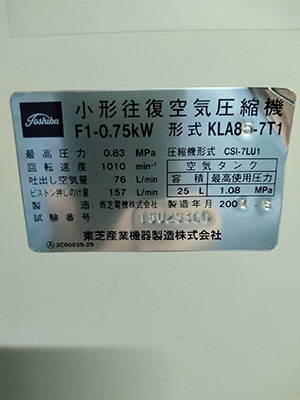 Toshiba
小形往復空気圧縮機
F1-0.75kW 形式 KLA85-7T1
最高圧力 0.83 MPa 圧縮機形式 CSI-7LU1
回転速度 1010 min⁻¹ 空気タンク
吐出し空気量 76 L/min 容積 最高使用圧力
ピストン押しのけ量 157 L/min 25 L 1.08 MPa
製造者 西芝電機株式会社 製造年月 200
試験番号
東芝産業機器製造株式会社
Ⓐ3C60659-29